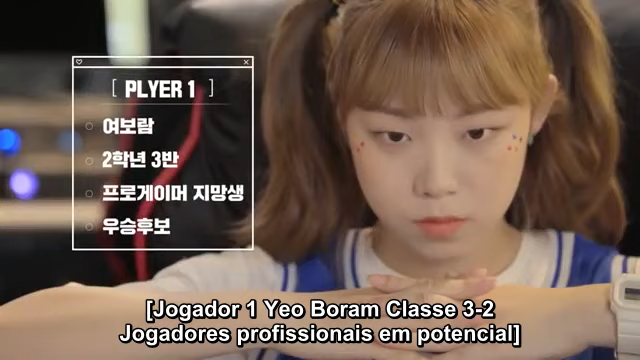 [ PLYER 1 ]
여보람
2학년 3반
프로게이머 지망생
우승후보
[Jogador 1 Yeo Boram Classe 3-2
Jogadores profissionais em potencial]